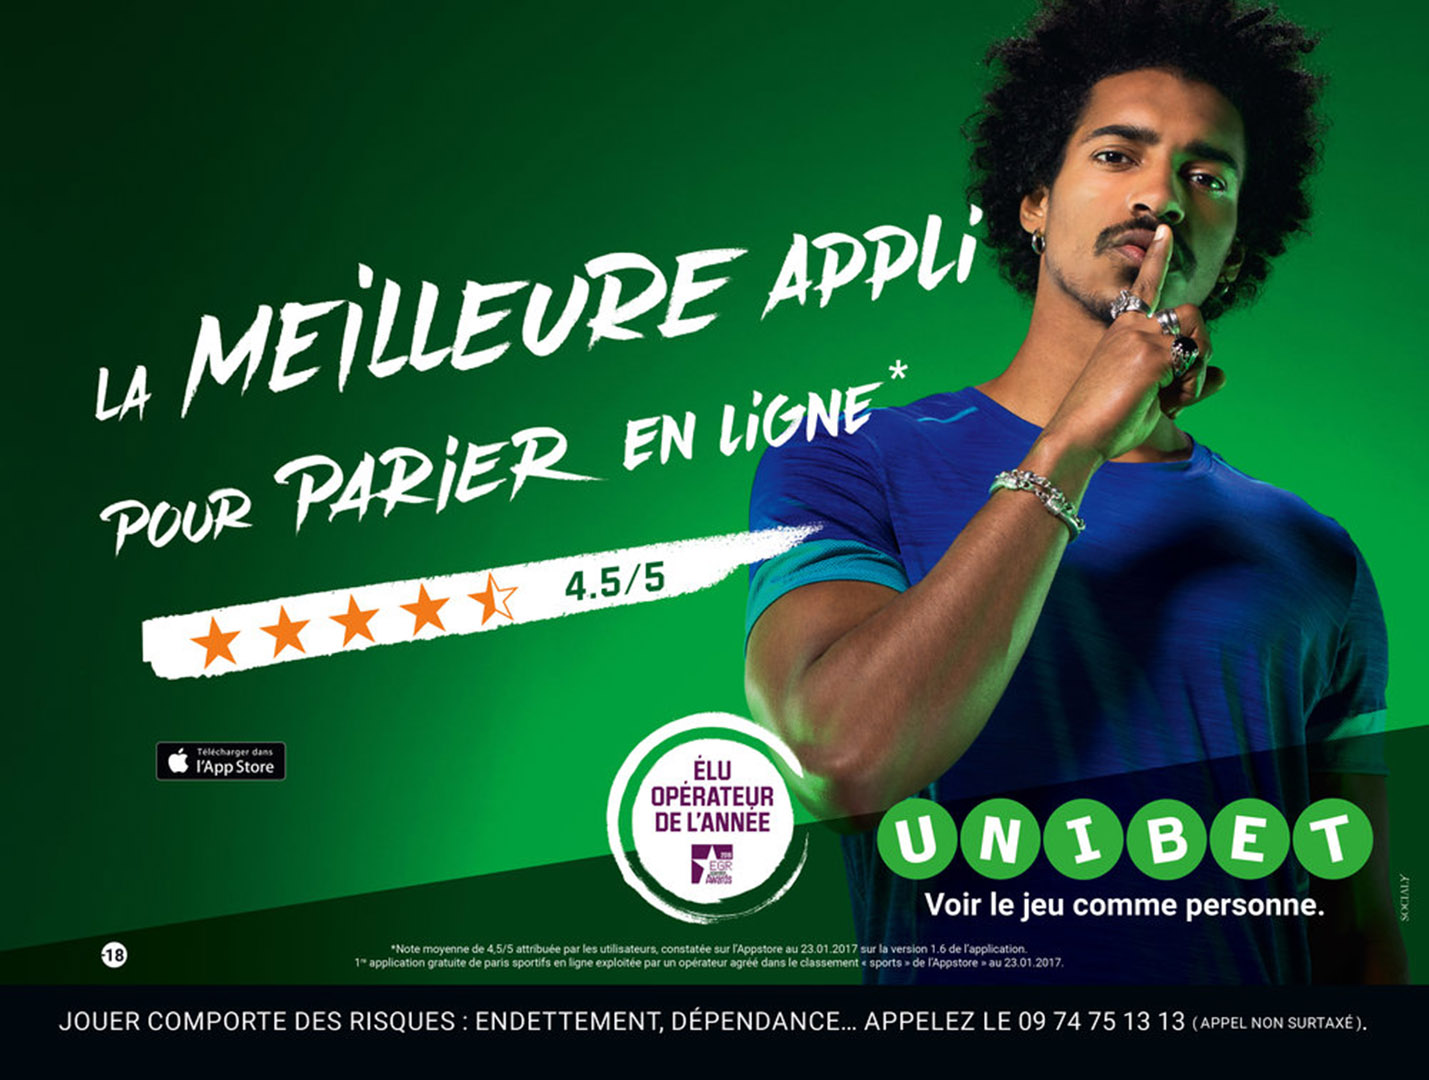 LA MEiLLEURE APPLi
POUR PARiER EN LiGNE*
4.5/5
Télécharger dans
l'App Store
ÉLU
OPÉRATEUR
DE L'ANNÉE
EGR
AWARDS
UNIBET
Voir le jeu comme personne.
SOCIALY
-18
*Note moyenne de 4,5/5 attribuée par les utilisateurs, constatée sur l'Appstore au 23.01.2017 sur la version 1.6 de l'application.
1re application gratuite de paris sportifs en ligne exploitée par un opérateur agréé dans le classement « sports » de l'Appstore » au 23.01.2017.
JOUER COMPORTE DES RISQUES : ENDETTEMENT, DÉPENDANCE... APPELEZ LE 09 74 75 13 13 (APPEL NON SURTAXÉ).